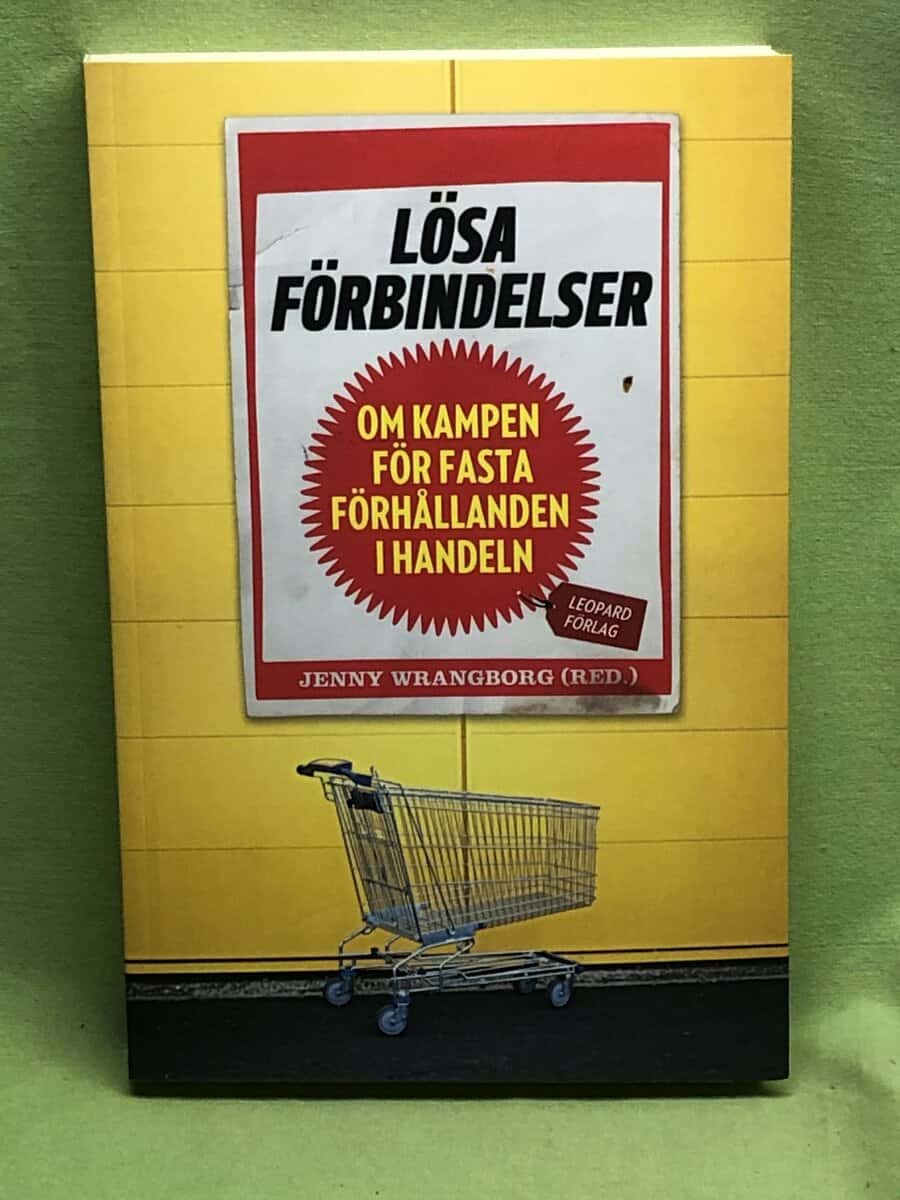 LÖSA
FÖRBINDELSER
OM KAMPEN
FÖR FASTA
FÖRHÅLLANDEN
I HANDELN
LEOPARD
FÖRLAG
JENNY WRANGBORG (RED.)